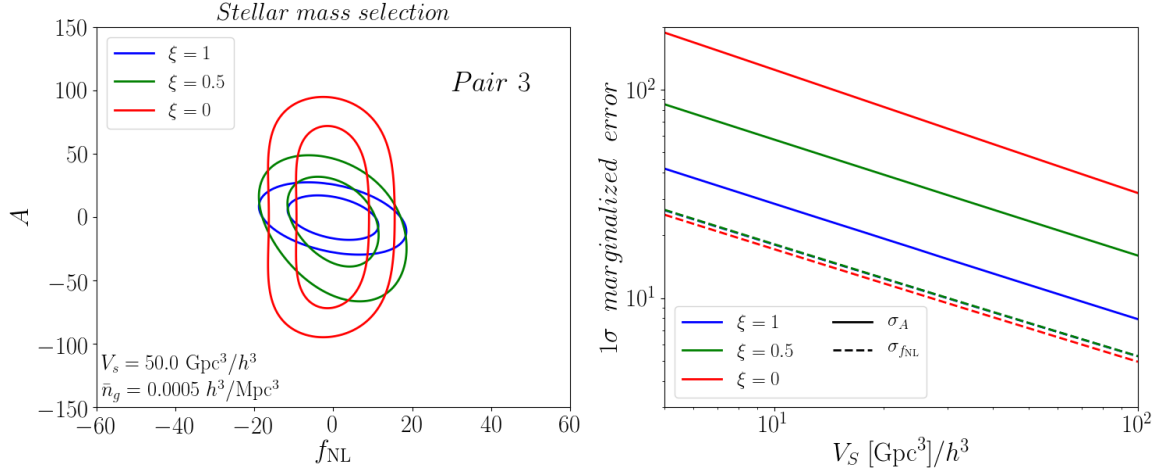 Stellar mass selection
150
100
50
0
−50
−100
−150
A
ξ = 1
ξ = 0.5
ξ = 0
Pair 3
V_s = 50.0 Gpc³/h³
n̄_g = 0.0005 h³/Mpc³
−60 −40 −20 0 20 40 60
f_NL
1σ marginalized error
10²
10¹
ξ = 1
ξ = 0.5
ξ = 0
σ_A
σ_{f_NL}
10¹ 10²
V_S [Gpc³]/h³